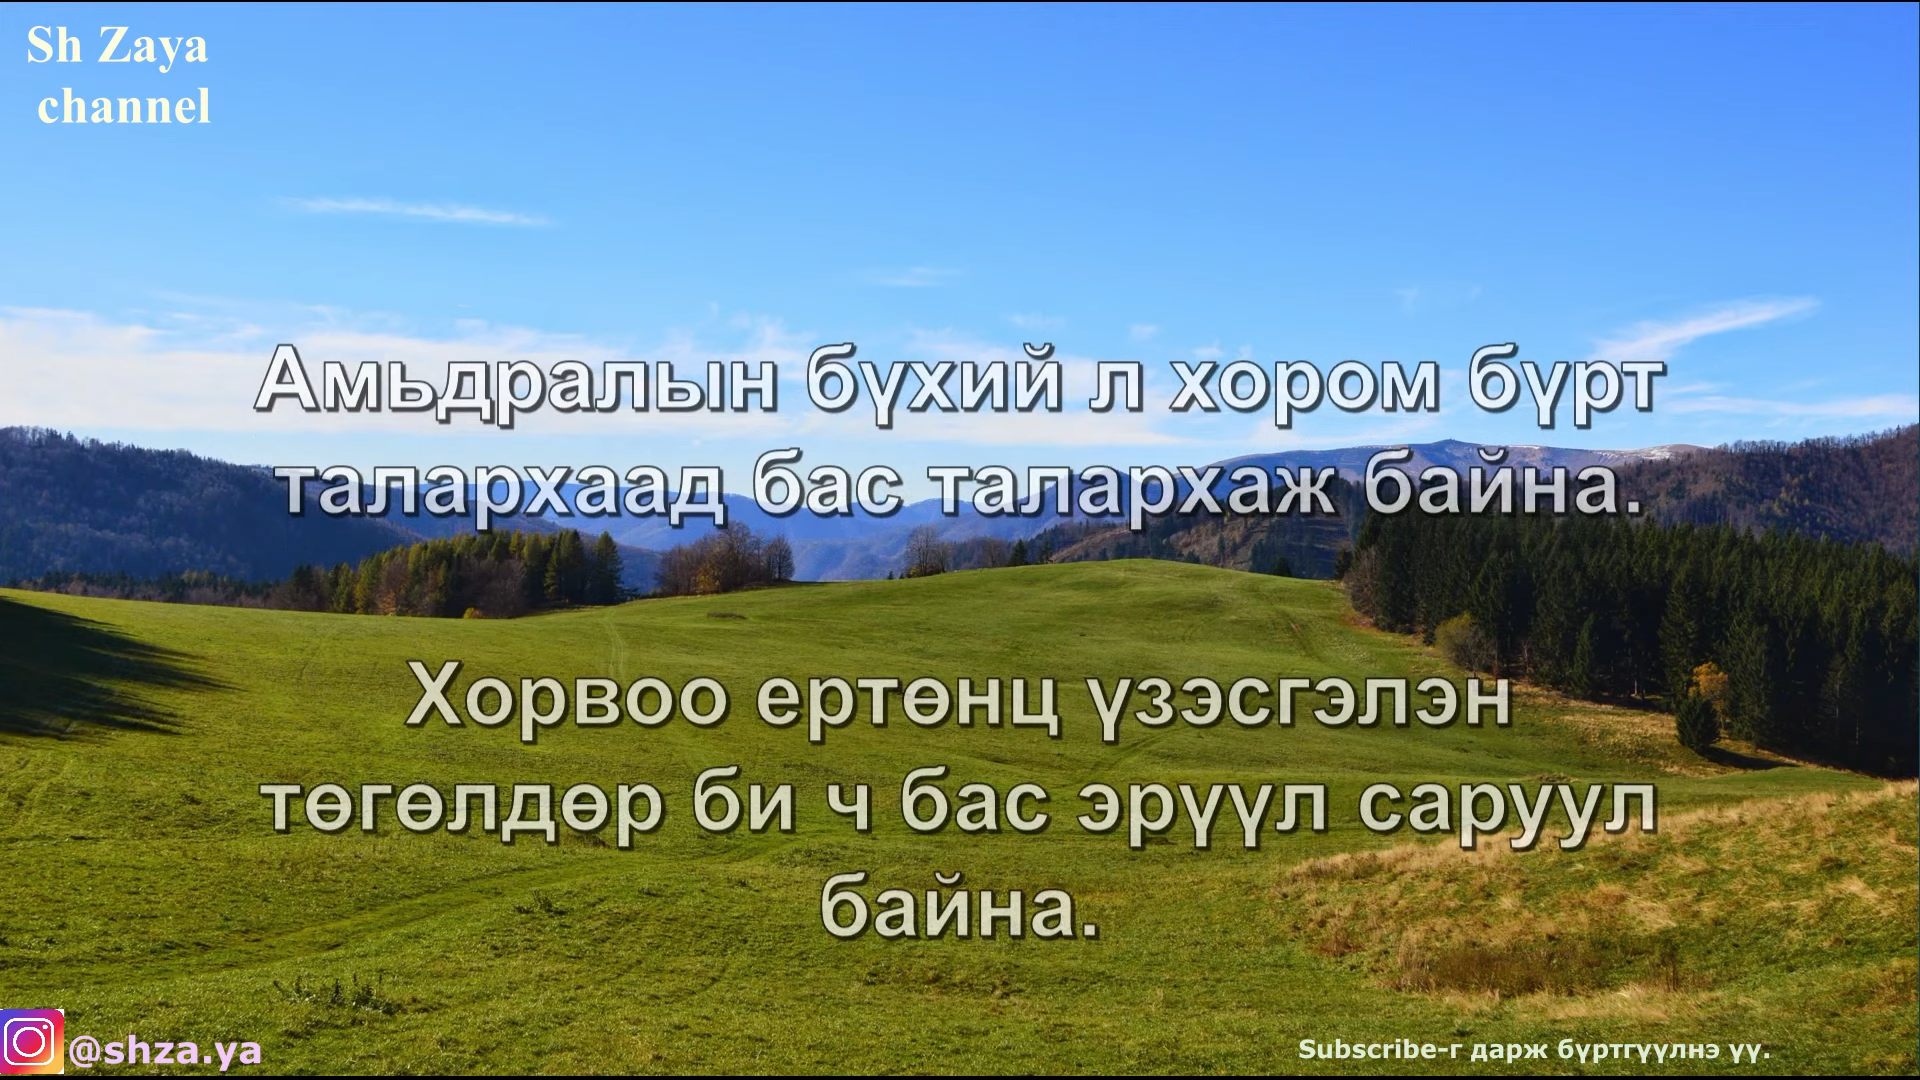 Sh Zaya
channel
Амьдралын бүхий л хором бүрт
талархаад бас талархаж байна.
Хорвоо ертөнц үзэсгэлэн
төгөлдөр би ч бас эрүүл саруул
байна.
@shza.ya
Subscribe-г дарж бүртгүүлнэ үү.